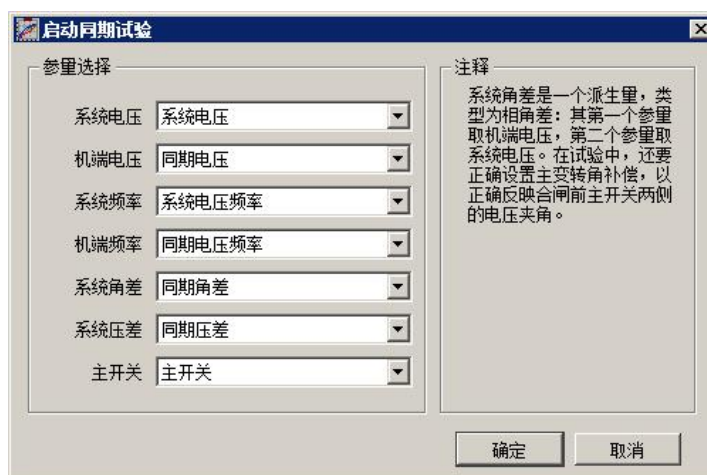 启动同期试验
参量选择
系统电压 系统电压
机端电压 同期电压
系统频率 系统电压频率
机端频率 同期电压频率
系统角差 同期角差
系统压差 同期压差
主开关 主开关
注释
系统角差是一个派生量，类
型为相角差：其第一个参量
取机端电压，第二个参量取
系统电压。在试验中，还要
正确设置主变转角补偿，以
正确反映合闸前主开关两侧
的电压夹角。
确定 取消